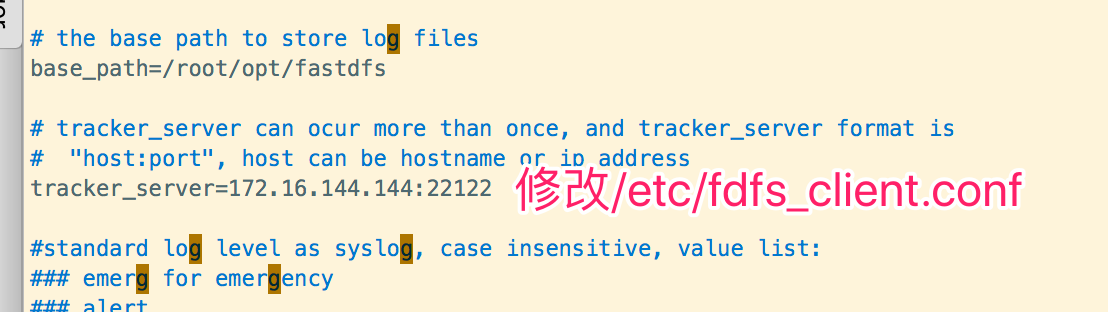 # the base path to store log files
base_path=/root/opt/fastdfs
# tracker_server can ocur more than once, and tracker_server format is
#  "host:port", host can be hostname or ip address
tracker_server=172.16.144.144:22122
修改/etc/fdfs_client.conf
#standard log level as syslog, case insensitive, value list:
### emerg for emergency
### alert